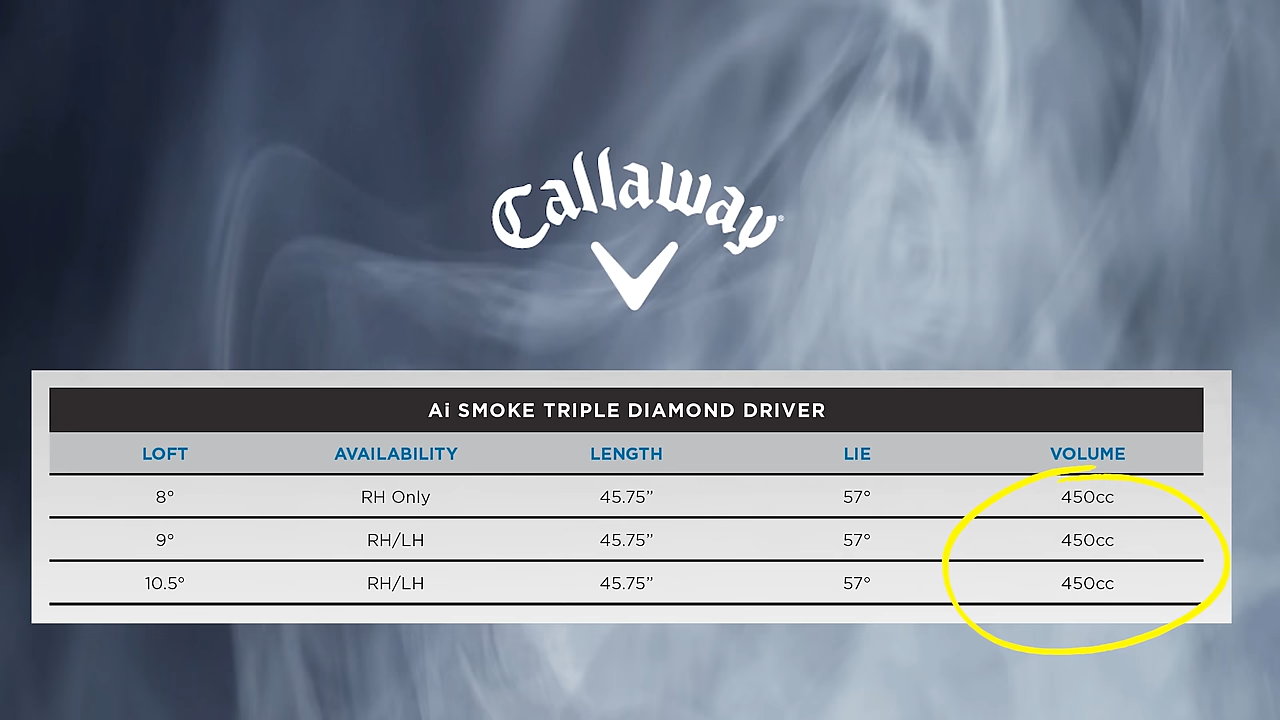 Callaway
Ai SMOKE TRIPLE DIAMOND DRIVER
LOFT AVAILABILITY LENGTH LIE VOLUME
8° RH Only 45.75” 57° 450cc
9° RH/LH 45.75” 57° 450cc
10.5° RH/LH 45.75” 57° 450cc